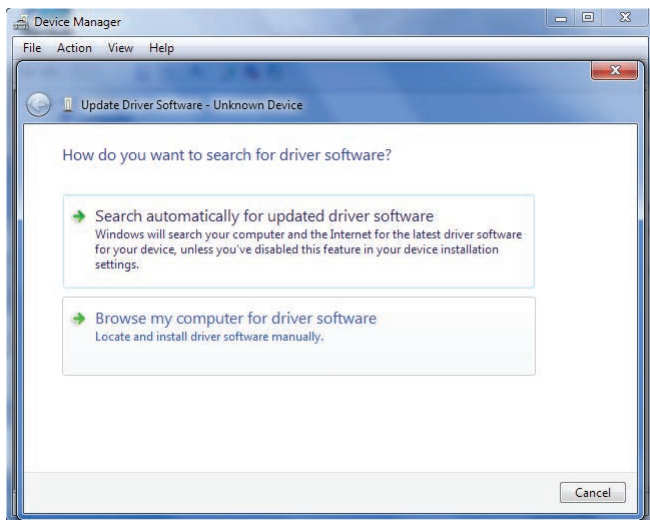 Device Manager
File Action View Help
Update Driver Software - Unknown Device
How do you want to search for driver software?
Search automatically for updated driver software
Windows will search your computer and the Internet for the latest driver software
for your device, unless you've disabled this feature in your device installation
settings.
Browse my computer for driver software
Locate and install driver software manually.
Cancel